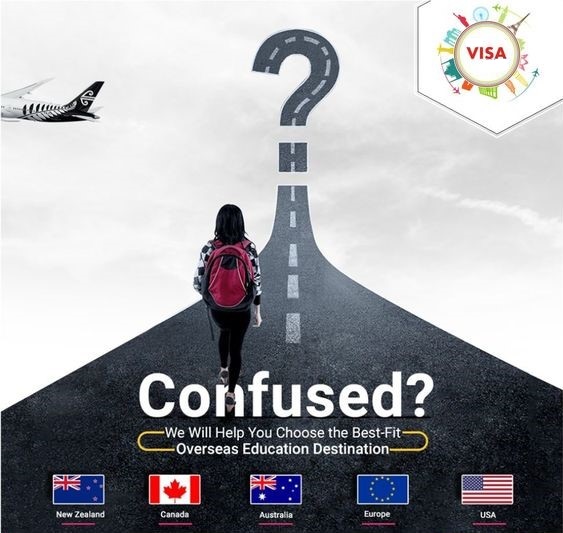 VISA
Confused?
We Will Help You Choose the Best-Fit
Overseas Education Destination
New Zealand
Canada
Australia
Europe
USA